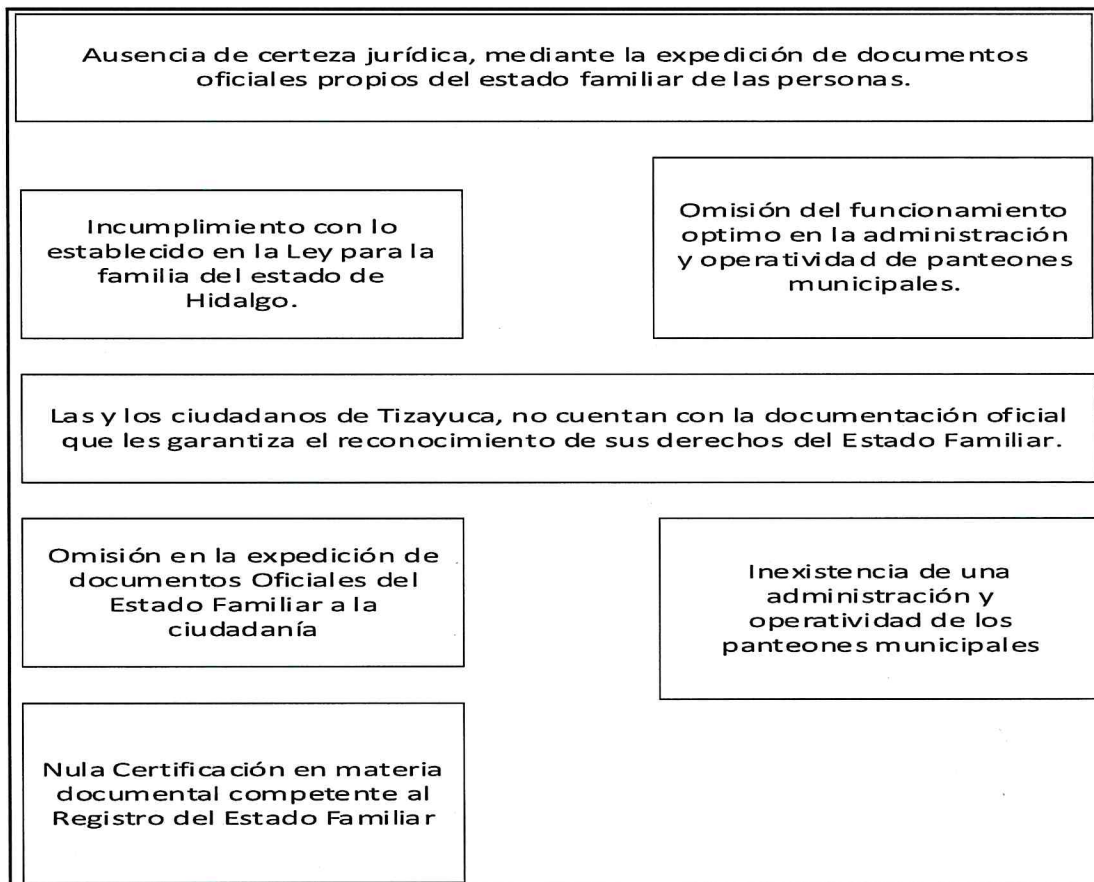 Ausencia de certeza jurídica, mediante la expedición de documentos
oficiales propios del estado familiar de las personas.
Incumplimiento con lo
establecido en la Ley para la
familia del estado de
Hidalgo.
Omisión del funcionamiento
optimo en la administración
y operatividad de panteones
municipales.
Las y los ciudadanos de Tizayuca, no cuentan con la documentación oficial
que les garantiza el reconocimiento de sus derechos del Estado Familiar.
Omisión en la expedición de
documentos Oficiales del
Estado Familiar a la
ciudadanía
Inexistencia de una
administración y
operatividad de los
panteones municipales
Nula Certificación en materia
documental competente al
Registro del Estado Familiar